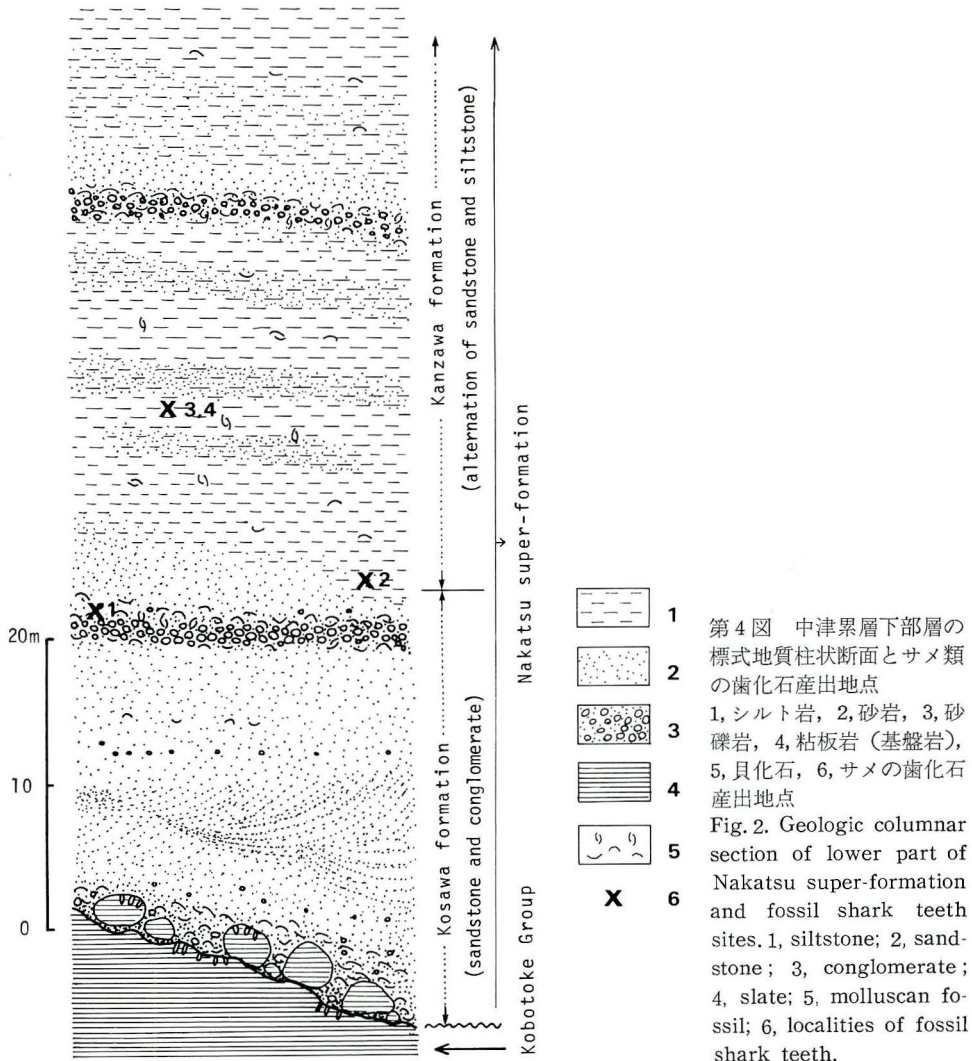 Kanzawa formation
(alternation of sandstone and siltstone)
X 3,4
X 2
X 1
Nakatsu super-formation
20m
10
0
Kosawa formation
(sandstone and conglomerate)
Kobotoke Group
1
2
3
4
5
X 6
第4図 中津累層下部層の
標式地質柱状断面とサメ類
の歯化石産出地点
1,シルト岩,2,砂岩,3,砂
礫岩,4,粘板岩(基盤岩),
5,貝化石,6,サメの歯化石
産出地点
Fig. 2. Geologic columnar
section of lower part of
Nakatsu super-formation
and fossil shark teeth
sites. 1, siltstone; 2, sand-
stone; 3, conglomerate;
4, slate; 5, molluscan fo-
ssil; 6, localities of fossil
shark teeth.